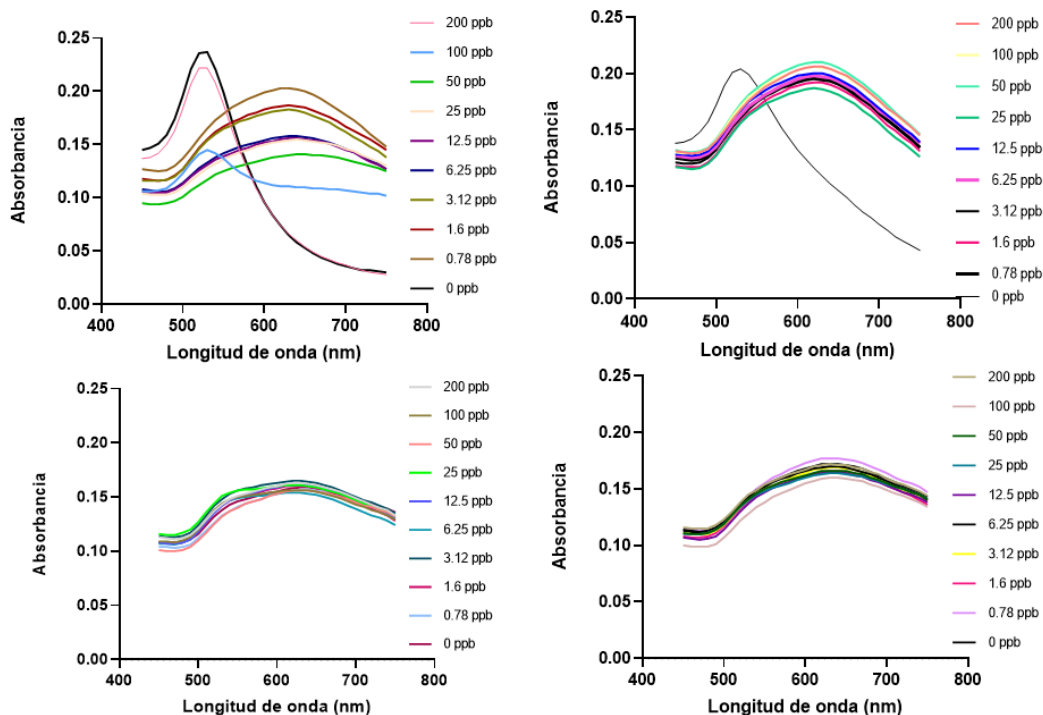 0.25
0.20
0.15
0.10
0.05
0.00
400
500
600
700
800
Absorbancia
Longitud de onda (nm)
200 ppb
100 ppb
50 ppb
25 ppb
12.5 ppb
6.25 ppb
3.12 ppb
1.6 ppb
0.78 ppb
0 ppb
0.25
0.20
0.15
0.10
0.05
0.00
400
500
600
700
800
Absorbancia
Longitud de onda (nm)
200 ppb
100 ppb
50 ppb
25 ppb
12.5 ppb
6.25 ppb
3.12 ppb
1.6 ppb
0.78 ppb
0 ppb
0.25
0.20
0.15
0.10
0.05
0.00
400
500
600
700
800
Absorbancia
Longitud de onda (nm)
200 ppb
100 ppb
50 ppb
25 ppb
12.5 ppb
6.25 ppb
3.12 ppb
1.6 ppb
0.78 ppb
0 ppb
0.25
0.20
0.15
0.10
0.05
0.00
400
500
600
700
800
Absorbancia
Longitud de onda (nm)
200 ppb
100 ppb
50 ppb
25 ppb
12.5 ppb
6.25 ppb
3.12 ppb
1.6 ppb
0.78 ppb
0 ppb